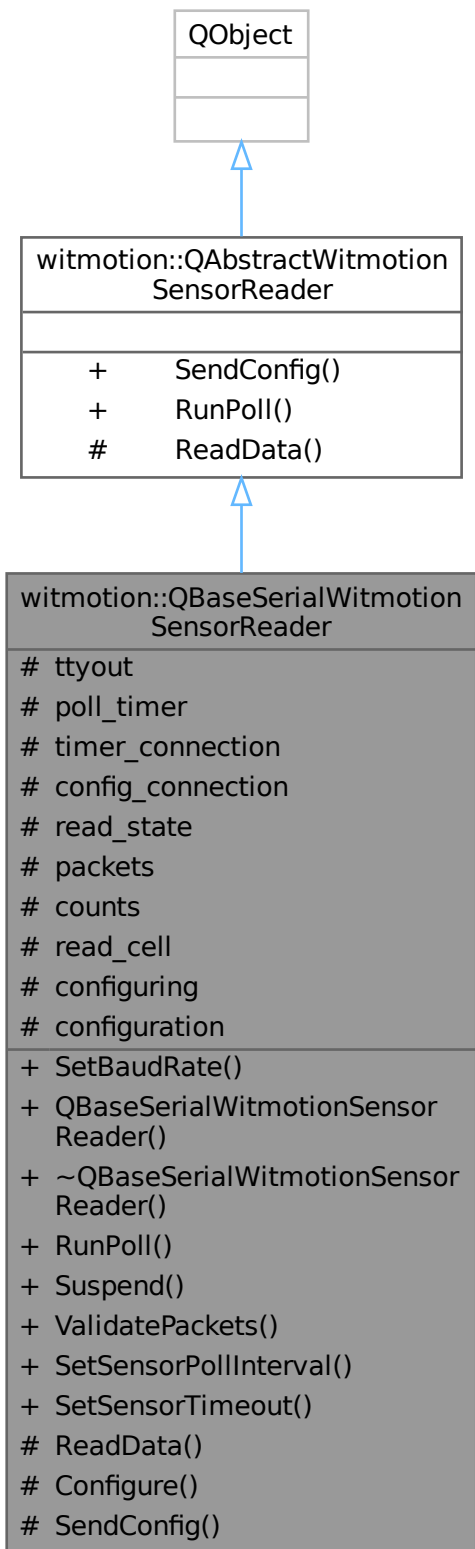 QObject
witmotion::QAbstractWitmotion
SensorReader
+ SendConfig()
+ RunPoll()
# ReadData()
witmotion::QBaseSerialWitmotion
SensorReader
# ttyout
# poll_timer
# timer_connection
# config_connection
# read_state
# packets
# counts
# read_cell
# configuring
# configuration
+ SetBaudRate()
+ QBaseSerialWitmotionSensor
Reader()
+ ~QBaseSerialWitmotionSensor
Reader()
+ RunPoll()
+ Suspend()
+ ValidatePackets()
+ SetSensorPollInterval()
+ SetSensorTimeout()
# ReadData()
# Configure()
# SendConfig()